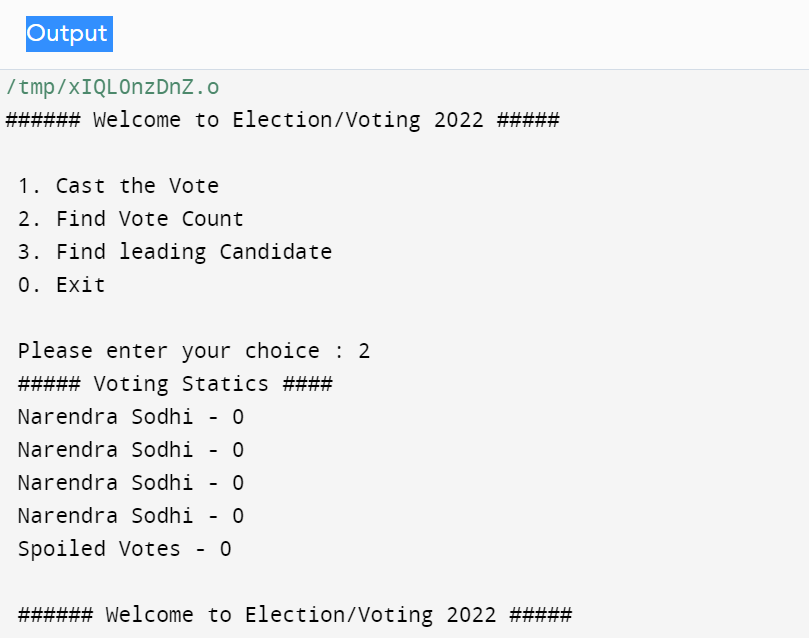 Output
/tmp/xIQL0nzDnZ.o
###### Welcome to Election/Voting 2022 #####
1. Cast the Vote
2. Find Vote Count
3. Find leading Candidate
0. Exit
Please enter your choice : 2
##### Voting Statics ####
Narendra Sodhi - 0
Narendra Sodhi - 0
Narendra Sodhi - 0
Narendra Sodhi - 0
Spoiled Votes - 0
###### Welcome to Election/Voting 2022 #####